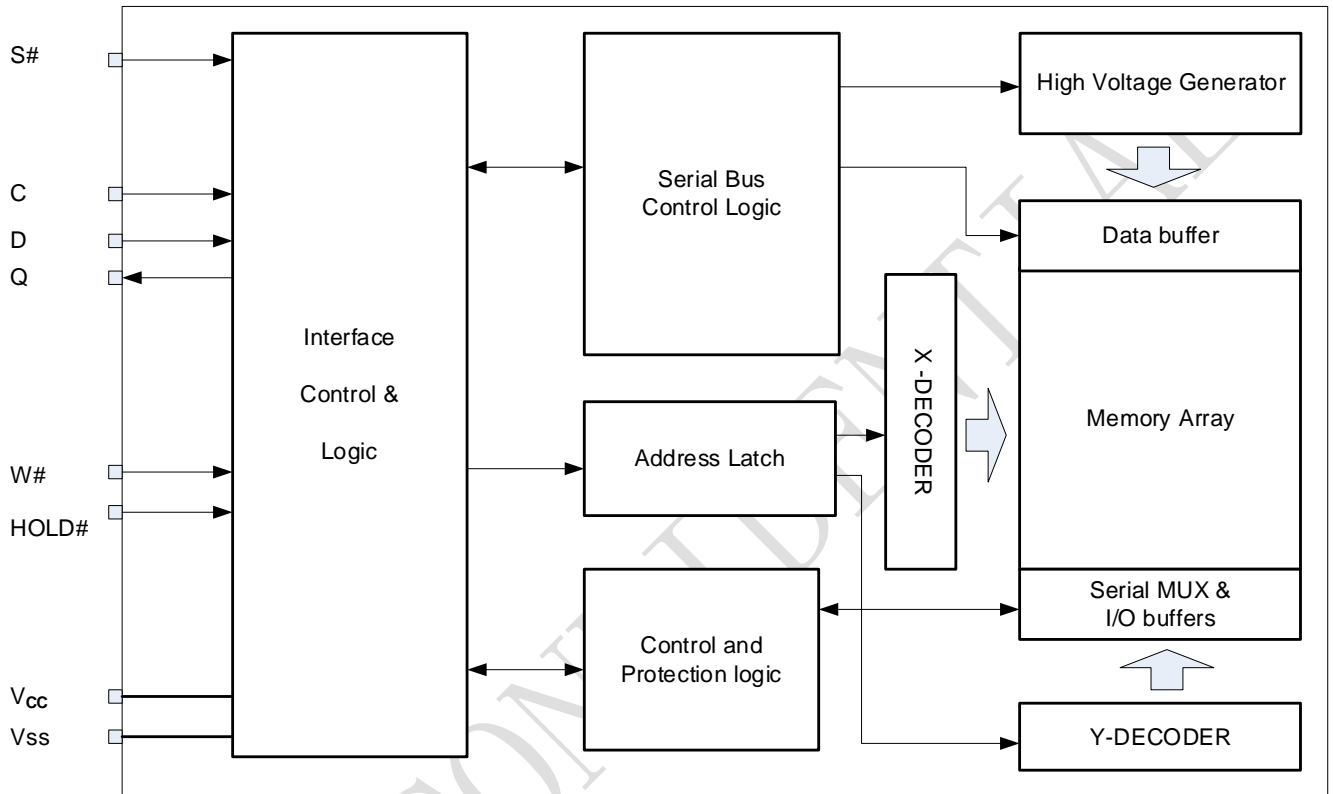 S#
C
D
Q
W#
HOLD#
Vcc
Vss
Interface
Control &
Logic
Serial Bus
Control Logic
Address Latch
Control and
Protection logic
X -DECODER
High Voltage Generator
Data buffer
Memory Array
Serial MUX &
I/O buffers
Y-DECODER